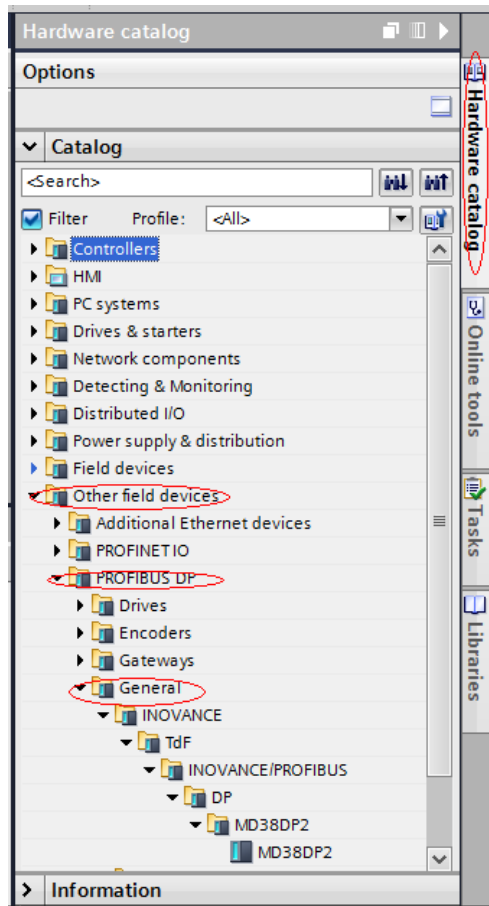 Hardware catalog
Options
Catalog
<Search>
Filter Profile: <All>
Controllers
HMI
PC systems
Drives & starters
Network components
Detecting & Monitoring
Distributed I/O
Power supply & distribution
Field devices
Other field devices
Additional Ethernet devices
PROFINET IO
PROFIBUS DP
Drives
Encoders
Gateways
General
INOVANCE
TdF
INOVANCE/PROFIBUS
DP
MD38DP2
MD38DP2
Information
Hardware catalog
Online tools
Tasks
Libraries